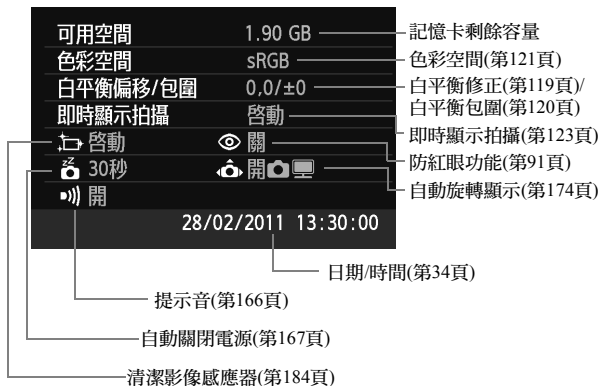 可用空間 1.90 GB 記憶卡剩餘容量
色彩空間 sRGB 色彩空間(第121頁)
白平衡偏移/包圍 0,0/±0 白平衡修正(第119頁)/
白平衡包圍(第120頁)
即時顯示拍攝 啓動 即時顯示拍攝(第123頁)
啓動 關 防紅眼功能(第91頁)
zZ 30秒 開 自動旋轉顯示(第174頁)
開
28/02/2011 13:30:00
日期/時間(第34頁)
提示音(第166頁)
自動關閉電源(第167頁)
清潔影像感應器(第184頁)